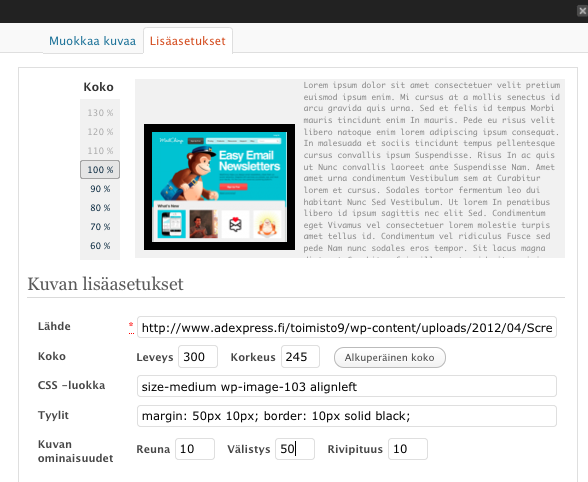 Muokkaa kuvaa Lisäasetukset
Koko
130 %
120 %
110 %
100 %
90 %
80 %
70 %
60 %
MailChimp
Easy Email
Newsletters
What's New
Lorem ipsum dolor sit amet consectetuer velit pretium
euismod ipsum enim. Mi cursus at a mollis senectus id
arcu gravida quis urna. Sed et felis id tempus Morbi
mauris tincidunt enim In mauris. Pede eu risus velit
libero natoque enim lorem adipiscing ipsum consequat.
In malesuada et sociis tincidunt tempus pellentesque
cursus convallis ipsum Suspendisse. Risus In ac quis
ut Nunc convallis laoreet ante Suspendisse Nam. Amet
amet urna condimentum Vestibulum sem at Curabitur
lorem et cursus. Sodales tortor fermentum leo dui
habitant Nunc Sed Vestibulum. Ut lorem In penatibus
libero id ipsum sagittis nec elit Sed. Condimentum
eget Vivamus vel consectetuer lorem molestie turpis
amet tellus id. Condimentum vel ridiculus Fusce sed
pede Nam nunc sodales eros tempor. Sit lacus magna
Kuvan lisäasetukset
Lähde * http://www.adexpress.fi/toimisto9/wp-content/uploads/2012/04/Scre
Koko Leveys 300 Korkeus 245 Alkuperäinen koko
CSS -luokka size-medium wp-image-103 alignleft
Tyylit margin: 50px 10px; border: 10px solid black;
Kuvan
ominaisuudet Reuna 10 Välistys 50 Rivipituus 10